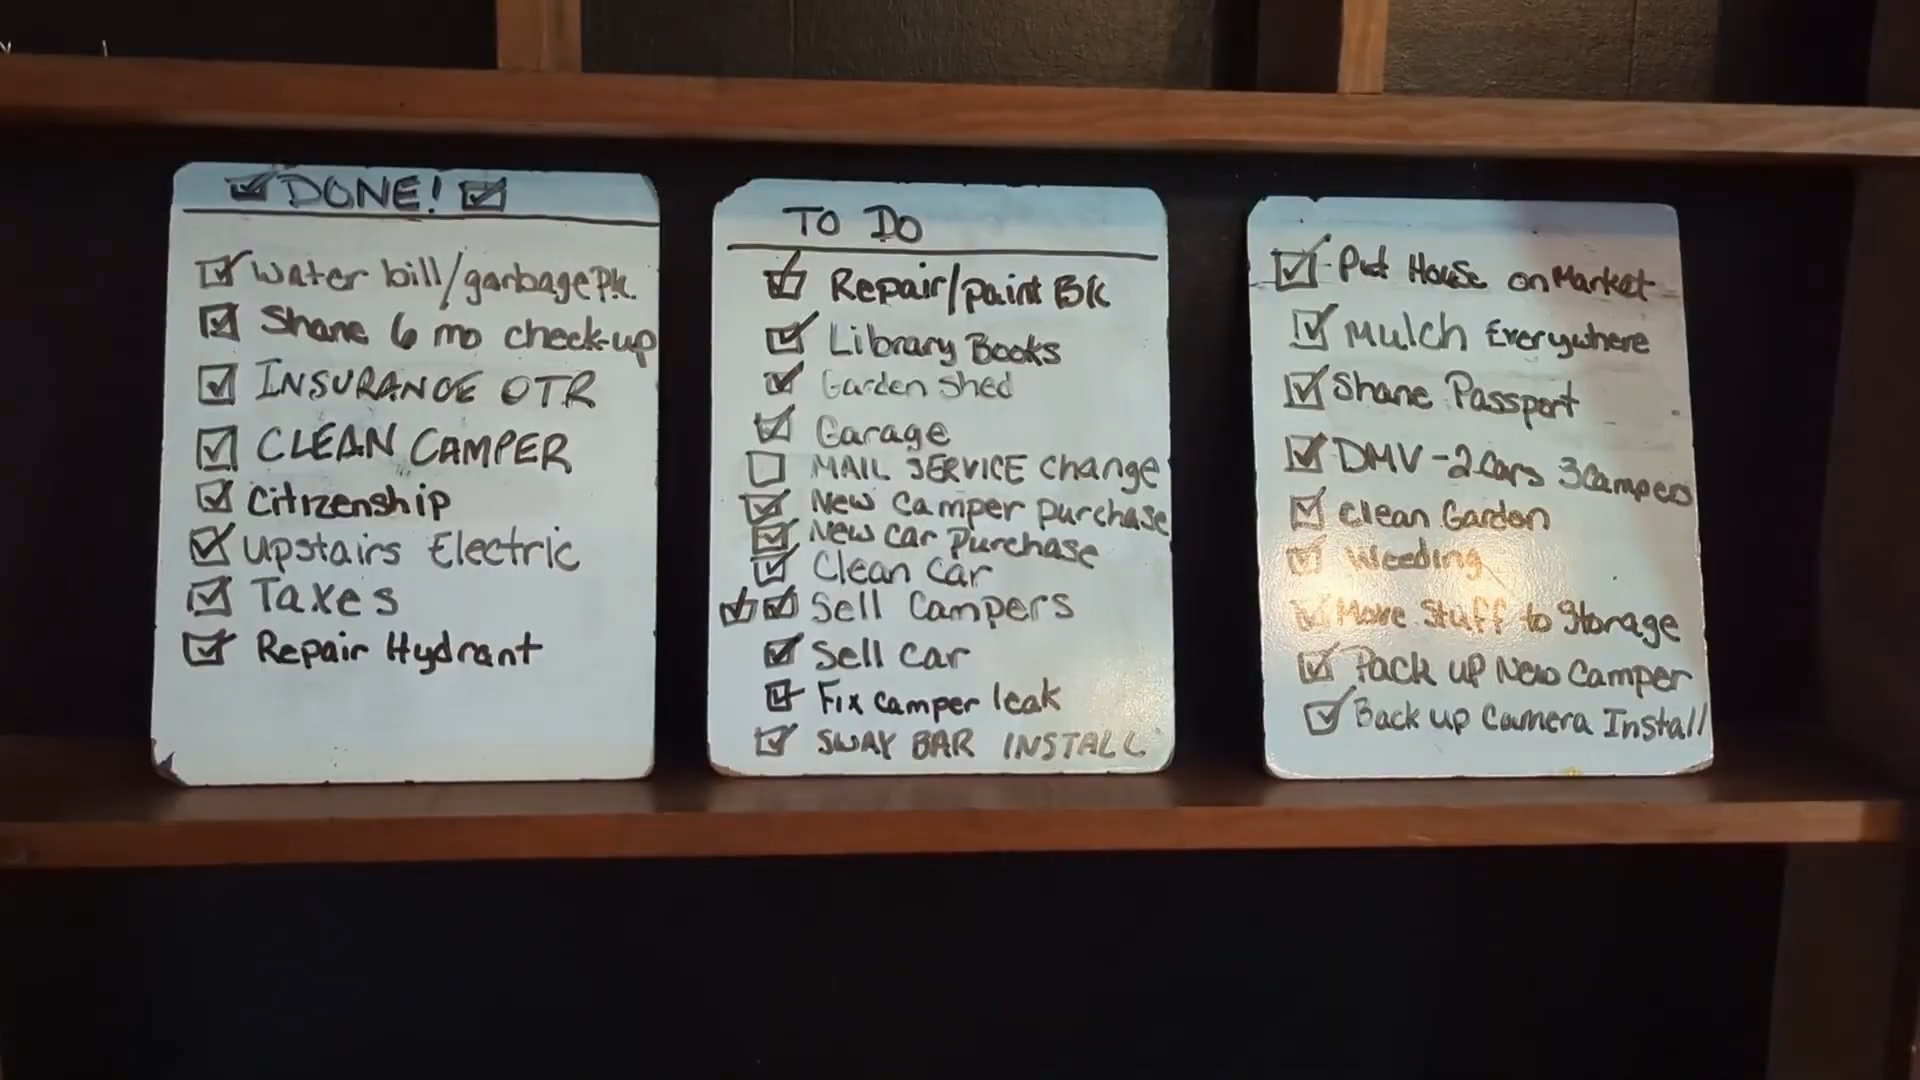 ☑ DONE! ☑
☑ Water bill/garbage Pk.
☑ Shane 6 mo check-up
☑ INSURANCE OTR
☑ CLEAN CAMPER
☑ Citizenship
☑ Upstairs Electric
☑ Taxes
☑ Repair Hydrant
TO DO
☑ Repair/paint BK
☑ Library Books
☑ Garden Shed
☑ Garage
☐ MAIL SERVICE change
☑ New Camper purchase
☑ New Car Purchase
☑ Clean Car
☑ ☑ Sell Campers
☑ Sell Car
☑ Fix camper leak
☑ SWAY BAR INSTALL
☑ Put House on Market
☑ Mulch Everywhere
☑ Shane Passport
☑ DMV - 2 Cars 3 Campers
☑ Clean Garden
☑ Weeding
☑ More Stuff to Storage
☑ Pack up New Camper
☑ Back up Camera Install